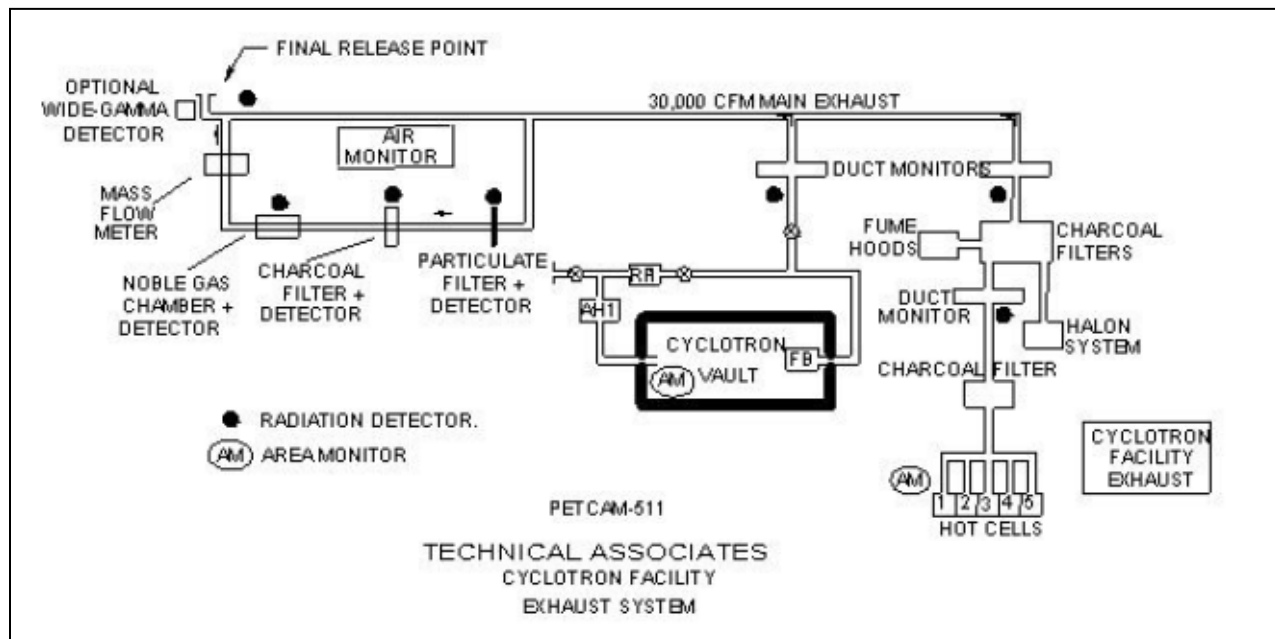 FINAL RELEASE POINT
OPTIONAL
WIDE-GAMMA
DETECTOR
30,000 CFM MAIN EXHAUST
AIR
MONITOR
MASS
FLOW
METER
DUCT MONITORS
NOBLE GAS
CHAMBER +
DETECTOR
CHARCOAL
FILTER +
DETECTOR
PARTICULATE
FILTER +
DETECTOR
FUME
HOODS
CHARCOAL
FILTERS
DUCT
MONITOR
HALON
SYSTEM
AH1
CYCLOTRON
VAULT
AM
CHARCOAL FILTER
RADIATION DETECTOR.
AM AREA MONITOR
AM
1 2 3 4 5
HOT CELLS
CYCLOTRON
FACILITY
EXHAUST
PETCAM-511
TECHNICAL ASSOCIATES
CYCLOTRON FACILITY
EXHAUST SYSTEM